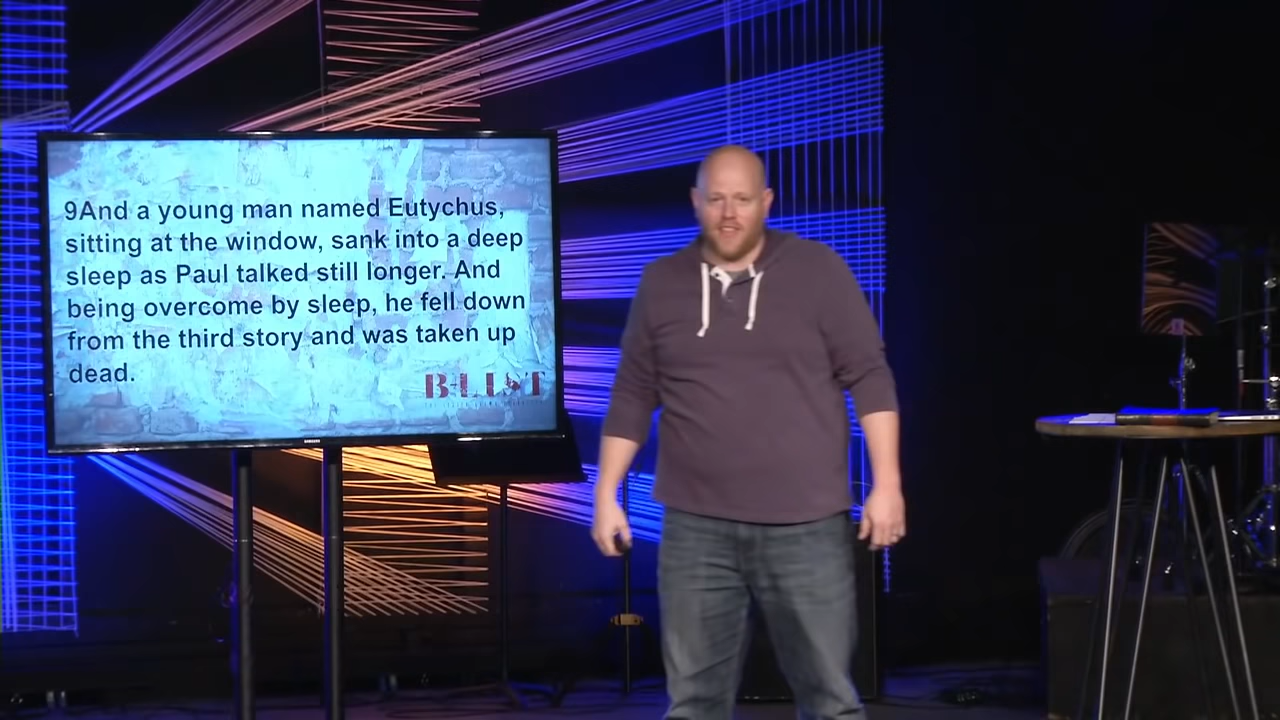 9And a young man named Eutychus,
sitting at the window, sank into a deep
sleep as Paul talked still longer. And
being overcome by sleep, he fell down
from the third story and was taken up
dead.
B-LIST
SAMSUNG